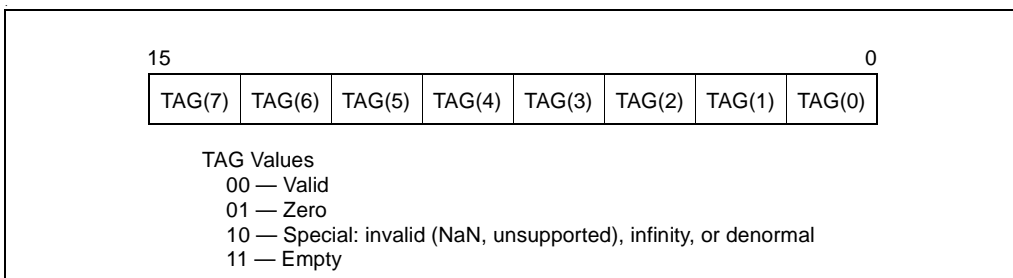 15 0
TAG(7) TAG(6) TAG(5) TAG(4) TAG(3) TAG(2) TAG(1) TAG(0)
TAG Values
00 — Valid
01 — Zero
10 — Special: invalid (NaN, unsupported), infinity, or denormal
11 — Empty